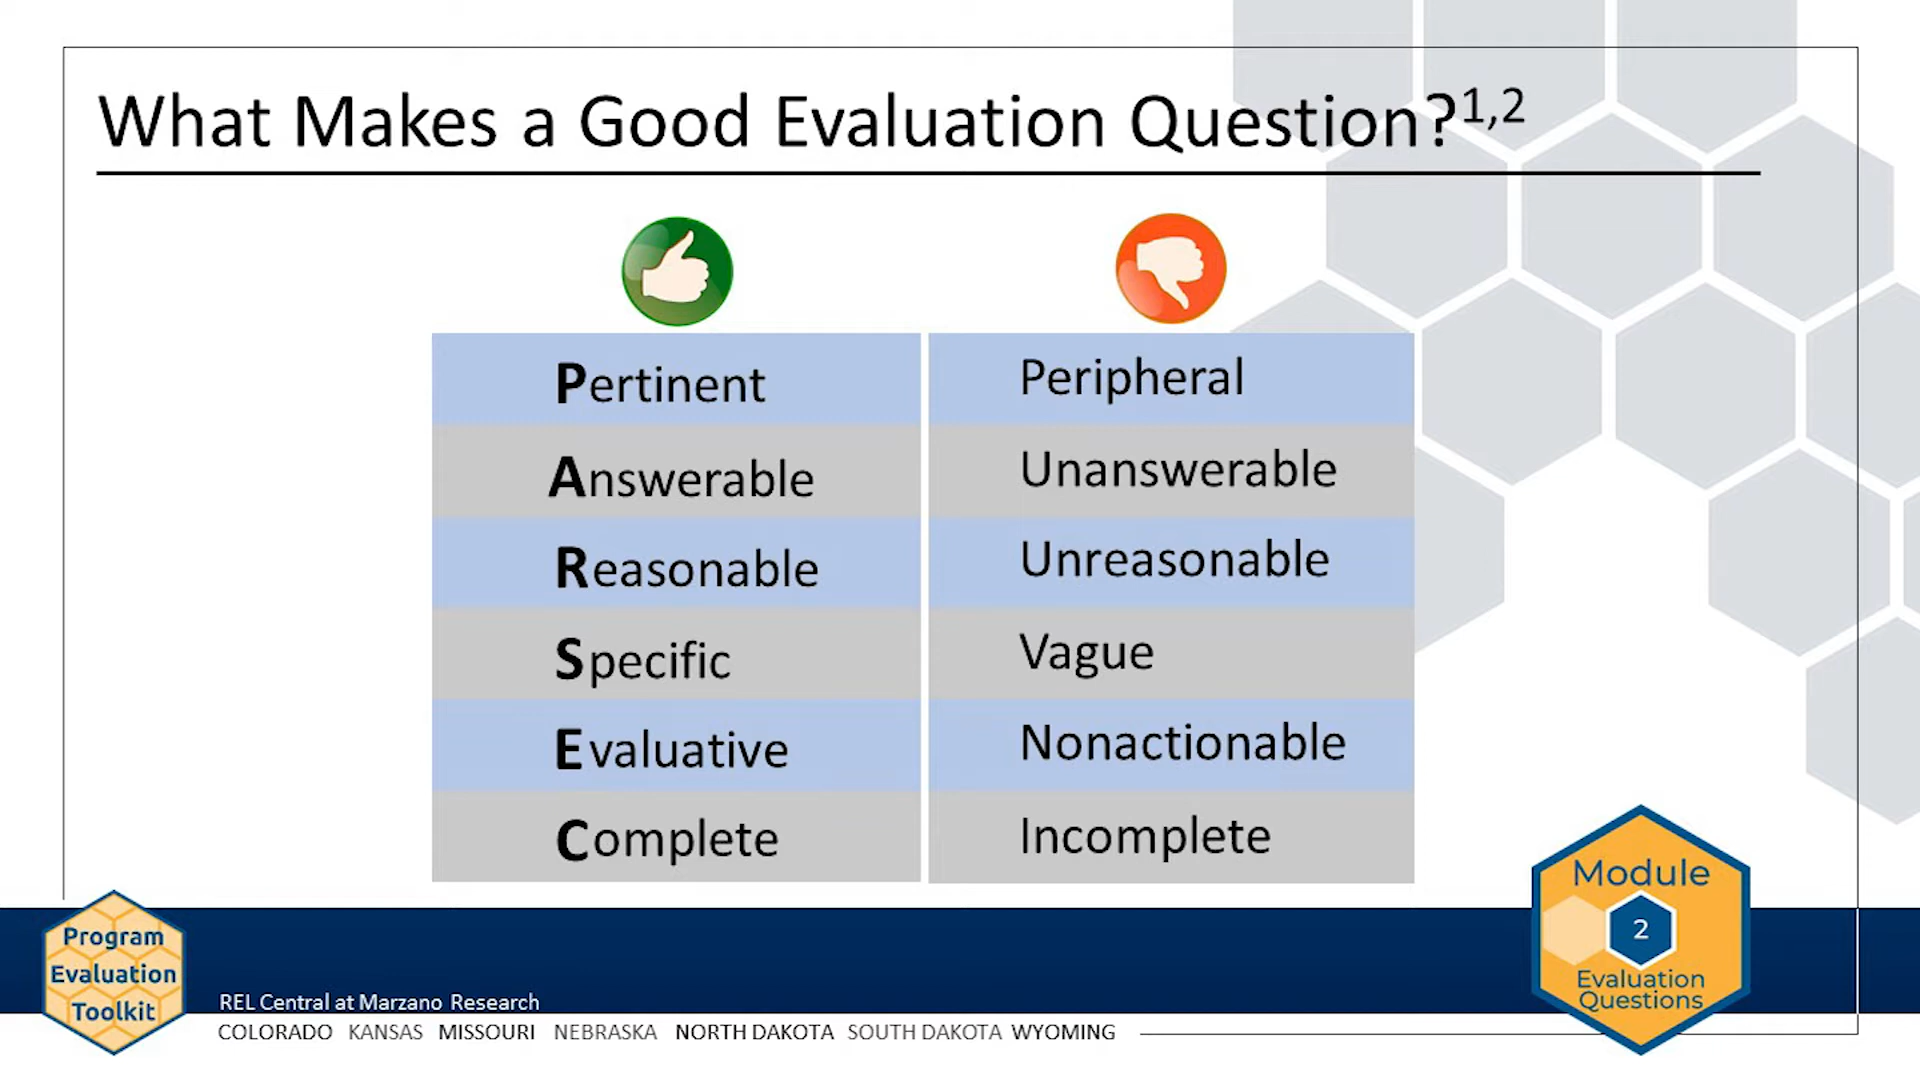 What Makes a Good Evaluation Question?1,2
Pertinent Peripheral
Answerable Unanswerable
Reasonable Unreasonable
Specific Vague
Evaluative Nonactionable
Complete Incomplete
Module
2
Evaluation
Questions
Program
Evaluation
Toolkit
REL Central at Marzano Research
COLORADO KANSAS MISSOURI NEBRASKA NORTH DAKOTA SOUTH DAKOTA WYOMING